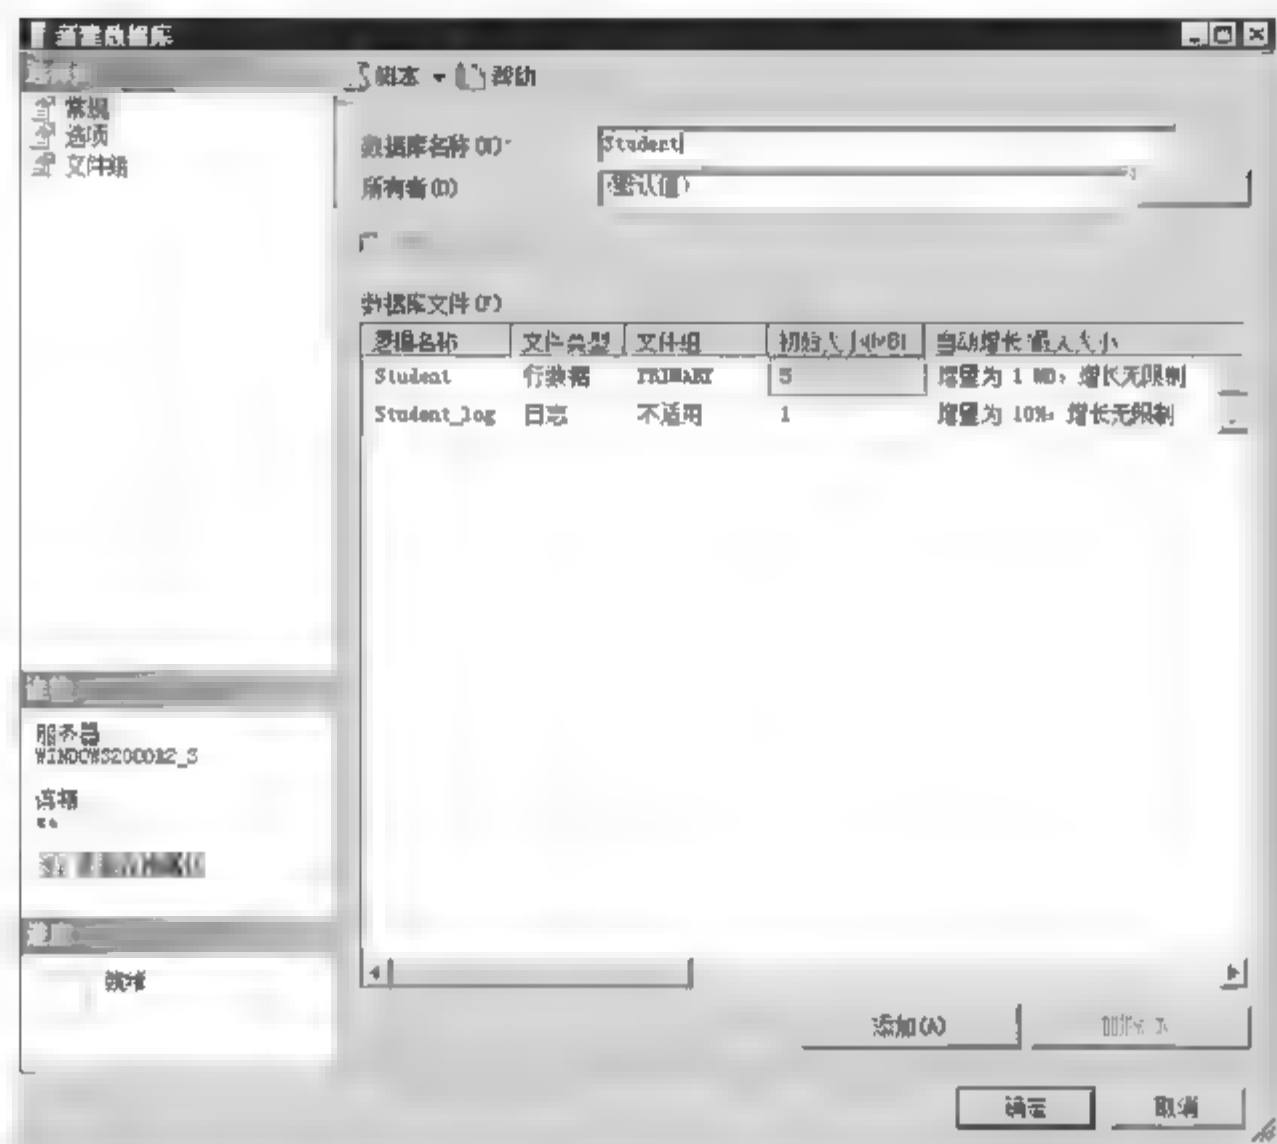 新建数据库
脚本 帮助
常规
选项
文件组
数据库名称(N):
Student
所有者(O)
(默认值)
数据库文件(F)
逻辑名称 文件类型 文件组 初始大小(MB) 自动增长/最大大小
Student 行数据 PRIMARY 5 增量为 1 MB, 增长无限制
Student_log 日志 不适用 1 增量为 10%, 增长无限制
连接
服务器
连接
sa
进度
就绪
添加(A)
确定 取消